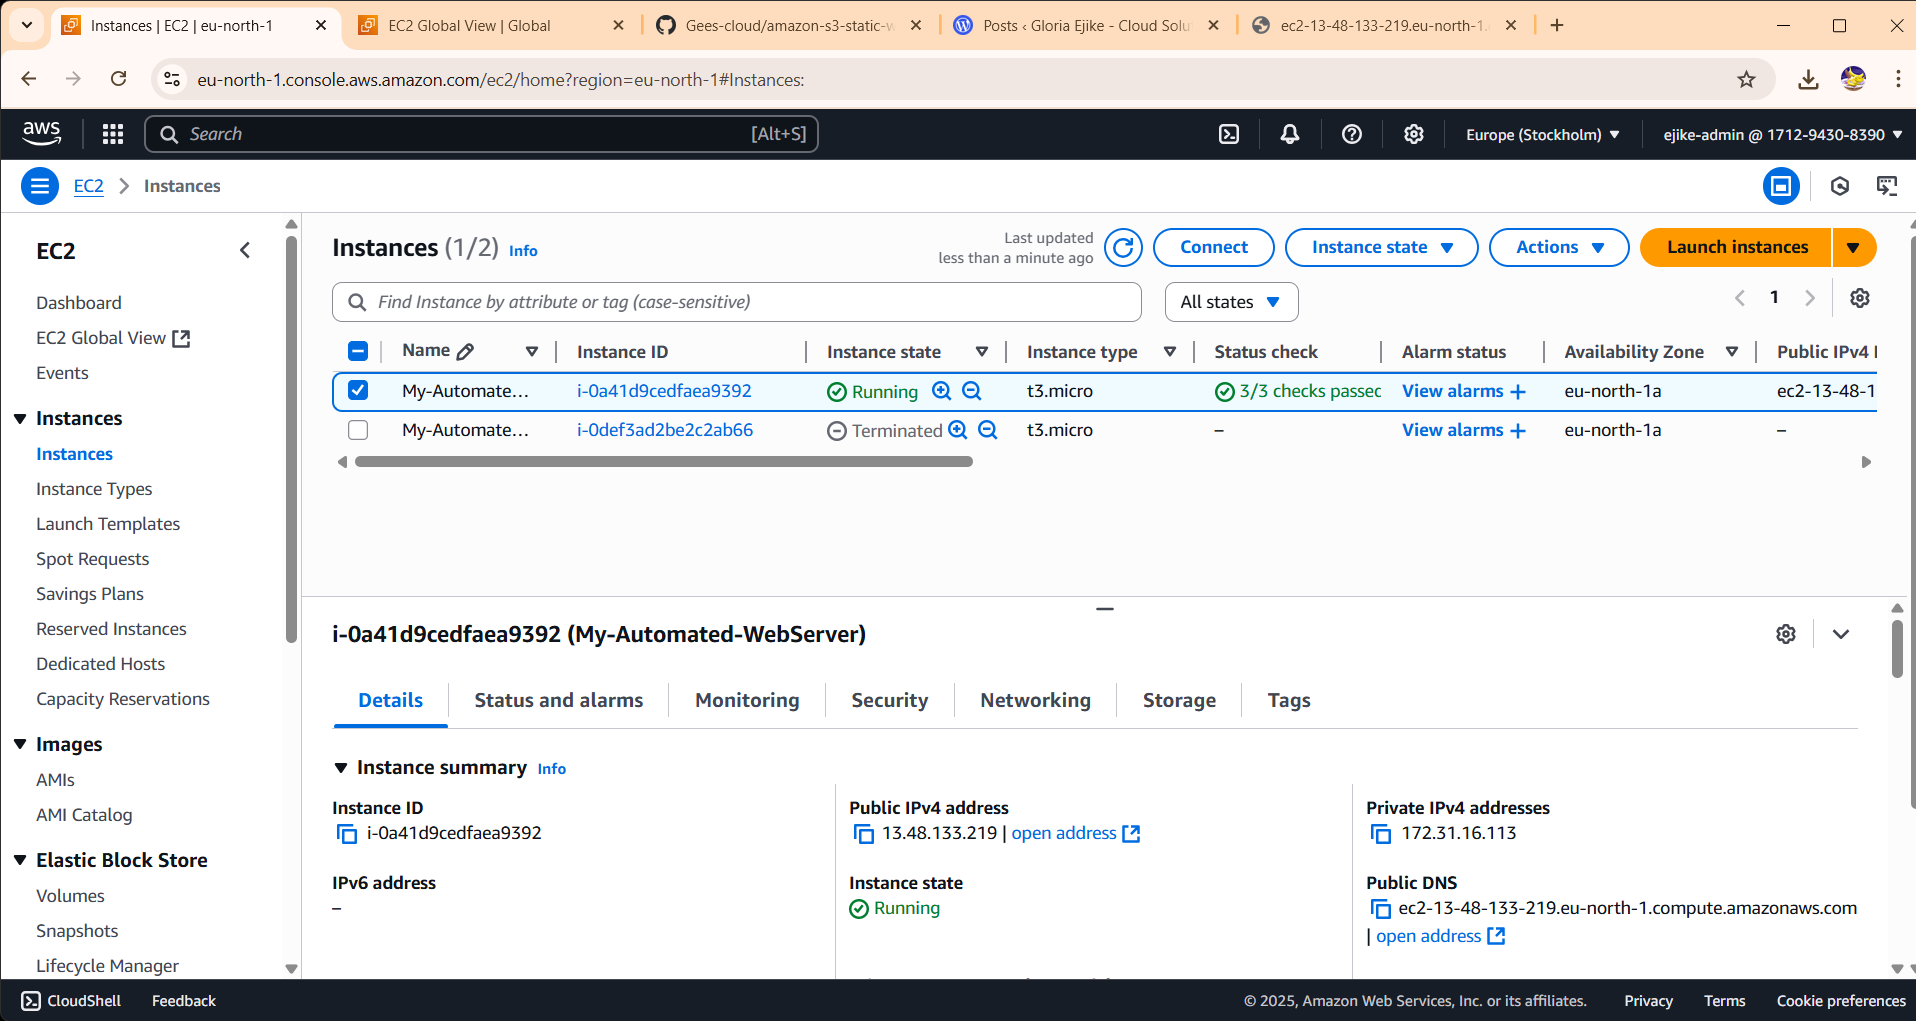 Instances | EC2 | eu-north-1
EC2 Global View | Global
Gees-cloud/amazon-s3-static-w
Posts ‹ Gloria Ejike - Cloud Solu
ec2-13-48-133-219.eu-north-1.
eu-north-1.console.aws.amazon.com/ec2/home?region=eu-north-1#Instances:
aws
Search
[Alt+S]
Europe (Stockholm)
ejike-admin @ 1712-9430-8390
EC2
Instances
EC2
Dashboard
EC2 Global View
Events
Instances
Instances
Instance Types
Launch Templates
Spot Requests
Savings Plans
Reserved Instances
Dedicated Hosts
Capacity Reservations
Images
AMIs
AMI Catalog
Elastic Block Store
Volumes
Snapshots
Lifecycle Manager
Instances (1/2) Info
Last updated
less than a minute ago
Connect
Instance state
Actions
Launch instances
Find Instance by attribute or tag (case-sensitive)
All states
1
Name Instance ID Instance state Instance type Status check Alarm status Availability Zone Public IPv4
My-Automate... i-0a41d9cedfaea9392 Running t3.micro 3/3 checks passec View alarms + eu-north-1a ec2-13-48-1
My-Automate... i-0def3ad2be2c2ab66 Terminated t3.micro – View alarms + eu-north-1a –
i-0a41d9cedfaea9392 (My-Automated-WebServer)
Details
Status and alarms
Monitoring
Security
Networking
Storage
Tags
Instance summary Info
Instance ID
i-0a41d9cedfaea9392
IPv6 address
–
Public IPv4 address
13.48.133.219 | open address
Instance state
Running
Private IPv4 addresses
172.31.16.113
Public DNS
ec2-13-48-133-219.eu-north-1.compute.amazonaws.com
| open address
CloudShell
Feedback
© 2025, Amazon Web Services, Inc. or its affiliates.
Privacy
Terms
Cookie preferences